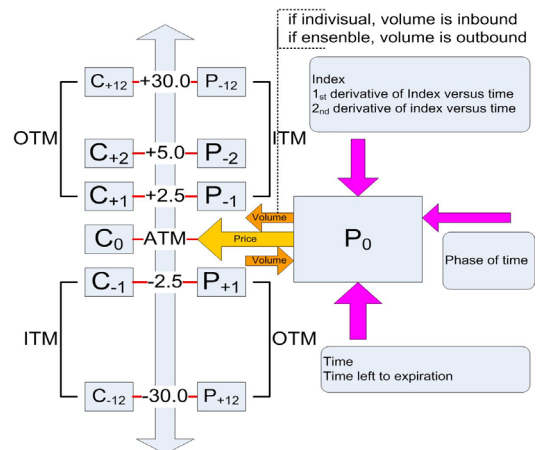 if indivisual, volume is inbound
if ensenble, volume is outbound
Index
1st derivative of Index versus time
2nd derivative of index versus time
C+12 +30.0 P-12
OTM ITM
C+2 +5.0 P-2
C+1 +2.5 P-1
Volume
C0 ATM Price P0
Volume
Phase of time
C-1 -2.5 P+1
ITM OTM
Time
Time left to expiration
C-12 -30.0 P+12